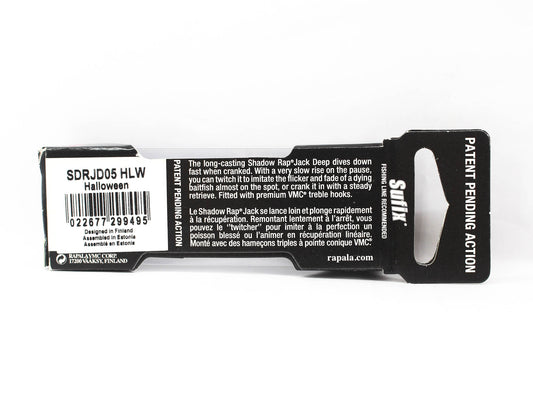 SDRJD05 HLW
Halloween
022677 299495
Designed in Finland
Assembled in Estonia
Assemblé en Estonie
RAPALA VMC CORP.
17200 VÄÄKSY, FINLAND
PATENT PENDING ACTION
The long-casting Shadow Rap® Jack Deep dives down
fast when cranked. With a very slow rise on the pause,
you can twitch it to imitate the flicker and fade of a dying
baitfish almost on the spot, or crank it with a steady
retrieve. Fitted with premium VMC® treble hooks.
Le Shadow Rap® Jack se lance loin et plonge rapidement
à la récupération. Remontant lentement à l'arrêt, vous
pouvez le "twitcher" pour imiter à la perfection un
poisson blessé ou l'animer en récupération linéaire.
Monté avec des hameçons triples à pointe conique VMC®.
rapala.com
Sufix®
FISHING LINE RECOMMENDED
PATENT PENDING ACTION